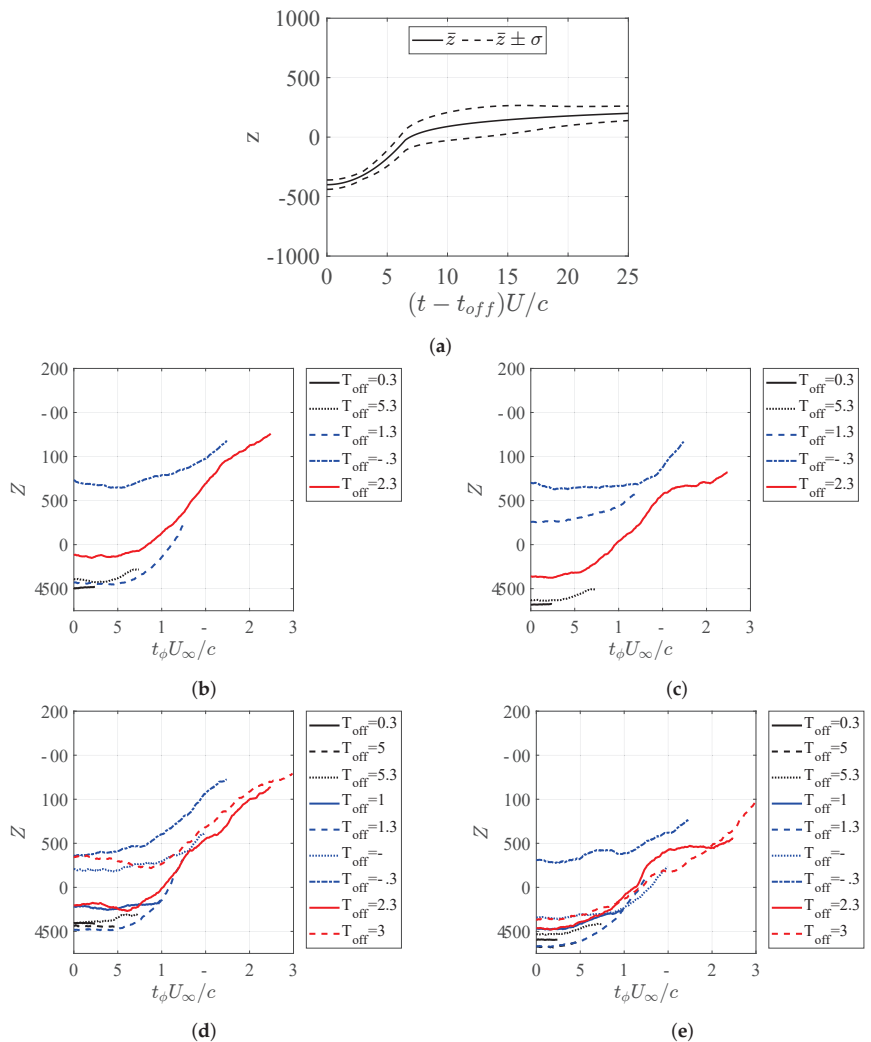 1000
500
0
-500
-1000
z
z̄ z̄ ± σ
0 5 10 15 20 25
(t − t_off)U/c
(a)
200
-00
100
500
0
4500
Z
0 5 1 - 2 3
t_ϕU_∞/c
T_off=0.3
T_off=5.3
T_off=1.3
T_off=-.3
T_off=2.3
(b)
200
-00
100
500
0
4500
Z
0 5 1 - 2 3
t_ϕU_∞/c
T_off=0.3
T_off=5.3
T_off=1.3
T_off=-.3
T_off=2.3
(c)
200
-00
100
500
0
4500
Z
0 5 1 - 2 3
t_ϕU_∞/c
T_off=0.3
T_off=5
T_off=5.3
T_off=1
T_off=1.3
T_off=-
T_off=-.3
T_off=2.3
T_off=3
(d)
200
-00
100
500
0
4500
Z
0 5 1 - 2 3
t_ϕU_∞/c
T_off=0.3
T_off=5
T_off=5.3
T_off=1
T_off=1.3
T_off=-
T_off=-.3
T_off=2.3
T_off=3
(e)